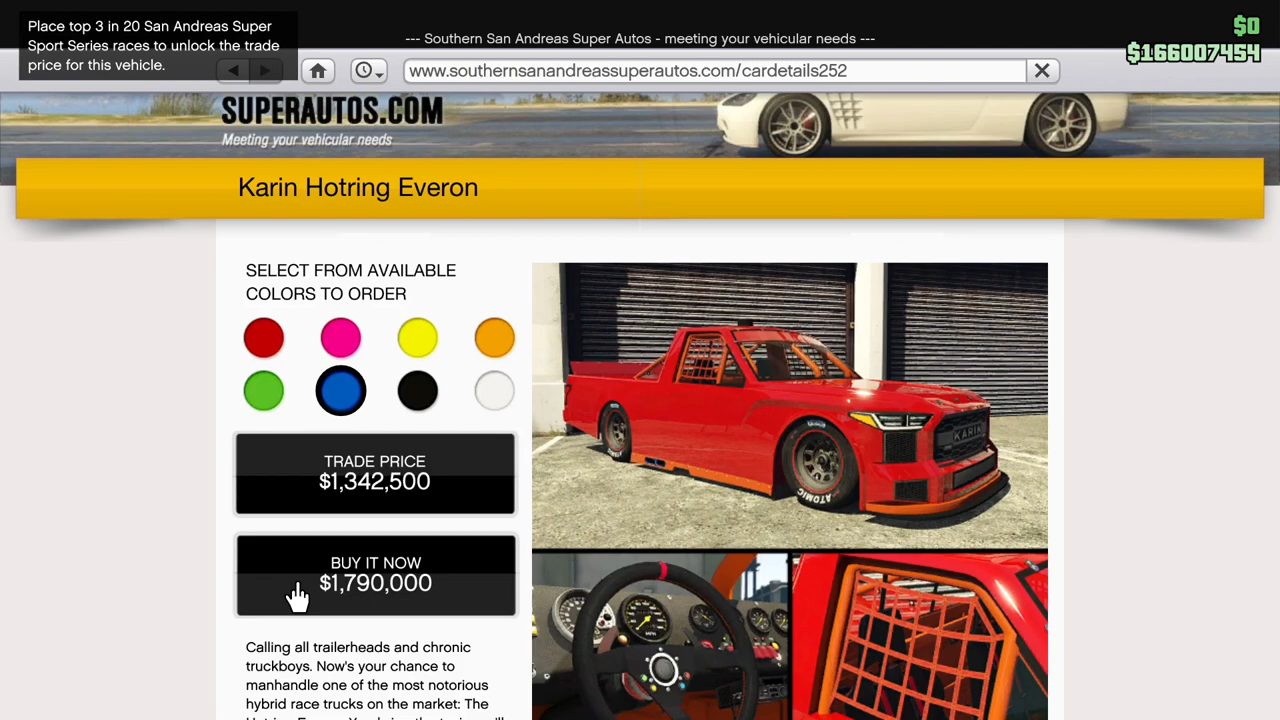 Place top 3 in 20 San Andreas Super
Sport Series races to unlock the trade
price for this vehicle.
--- Southern San Andreas Super Autos - meeting your vehicular needs ---
$0
$166007454
www.southernsanandreassuperautos.com/cardetails252
SUPERAUTOS.COM
Meeting your vehicular needs
Karin Hotring Everon
SELECT FROM AVAILABLE
COLORS TO ORDER
TRADE PRICE
$1,342,500
BUY IT NOW
$1,790,000
Calling all trailerheads and chronic
truckboys. Now's your chance to
manhandle one of the most notorious
hybrid race trucks on the market: The
KARIN
ATOMIC